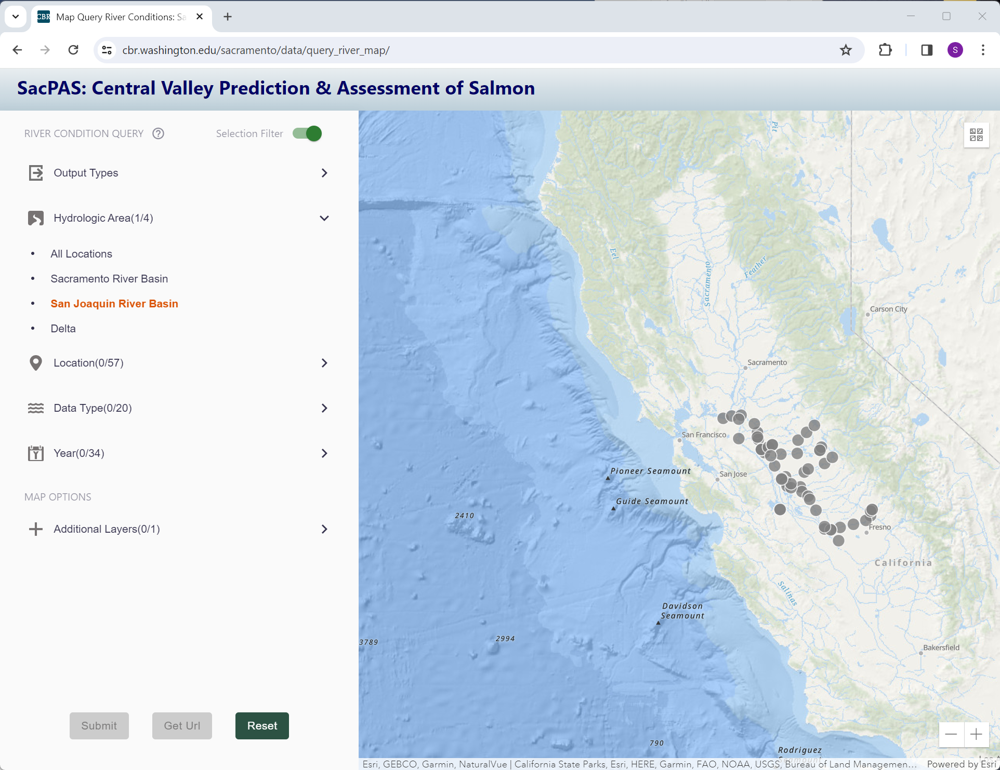 CBR
Map Query River Conditions: Sa
cbr.washington.edu/sacramento/data/query_river_map/
S
SacPAS: Central Valley Prediction & Assessment of Salmon
RIVER CONDITION QUERY
Selection Filter
Output Types
Hydrologic Area(1/4)
All Locations
Sacramento River Basin
San Joaquin River Basin
Delta
Location(0/57)
Data Type(0/20)
Year(0/34)
MAP OPTIONS
Additional Layers(0/1)
Submit
Get Url
Reset
Pit
Eel
Sacramento
Feather
Carson City
Sacramento
San Francisco
San Jose
Pioneer Seamount
Guide Seamount
2410
Fresno
California
Salinas
Davidson
Seamount
2994
3789
Bakersfield
790
Rodriguez
Seamount
Esri, GEBCO, Garmin, NaturalVue | California State Parks, Esri, HERE, Garmin, FAO, NOAA, USGS, Bureau of Land Managemen...
Powered by Esri